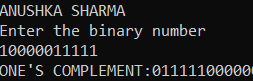 ANUSHKA SHARMA
Enter the binary number
10000011111
ONE'S COMPLEMENT:01111100000